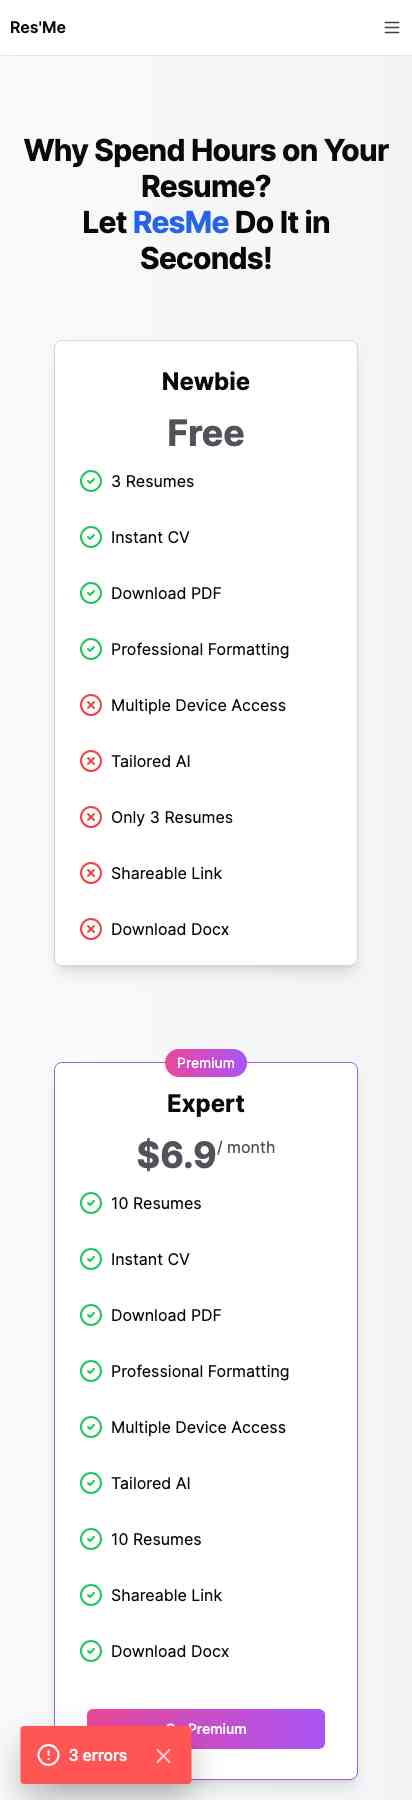 Res'Me
Why Spend Hours on Your
Resume?
Let ResMe Do It in
Seconds!
Newbie
Free
3 Resumes
Instant CV
Download PDF
Professional Formatting
Multiple Device Access
Tailored AI
Only 3 Resumes
Shareable Link
Download Docx
Premium
Expert
$6.9/ month
10 Resumes
Instant CV
Download PDF
Professional Formatting
Multiple Device Access
Tailored AI
10 Resumes
Shareable Link
Download Docx
Premium
3 errors